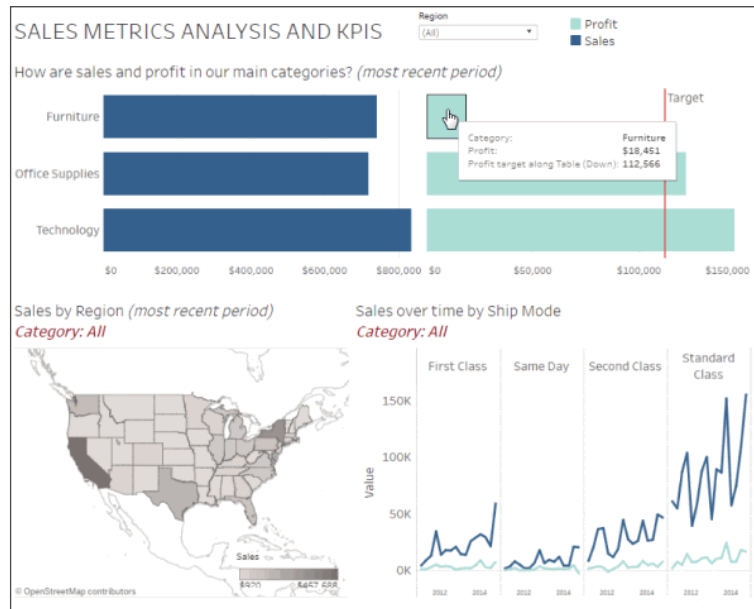 SALES METRICS ANALYSIS AND KPIS
Region
(All)
Profit
Sales
How are sales and profit in our main categories? (most recent period)
Target
Furniture
Category: Furniture
Profit: $18,451
Profit target along Table (Down): 112,566
Office Supplies
Technology
$0 $200,000 $400,000 $600,000 $800,000 $0 $50,000 $100,000 $150,000
Sales by Region (most recent period)
Category: All
Sales over time by Ship Mode
Category: All
First Class Same Day Second Class Standard Class
150K
100K
50K
0K
Value
2012 2014 2012 2014 2012 2014 2012 2014
Sales
$920 $457,688
© OpenStreetMap contributors